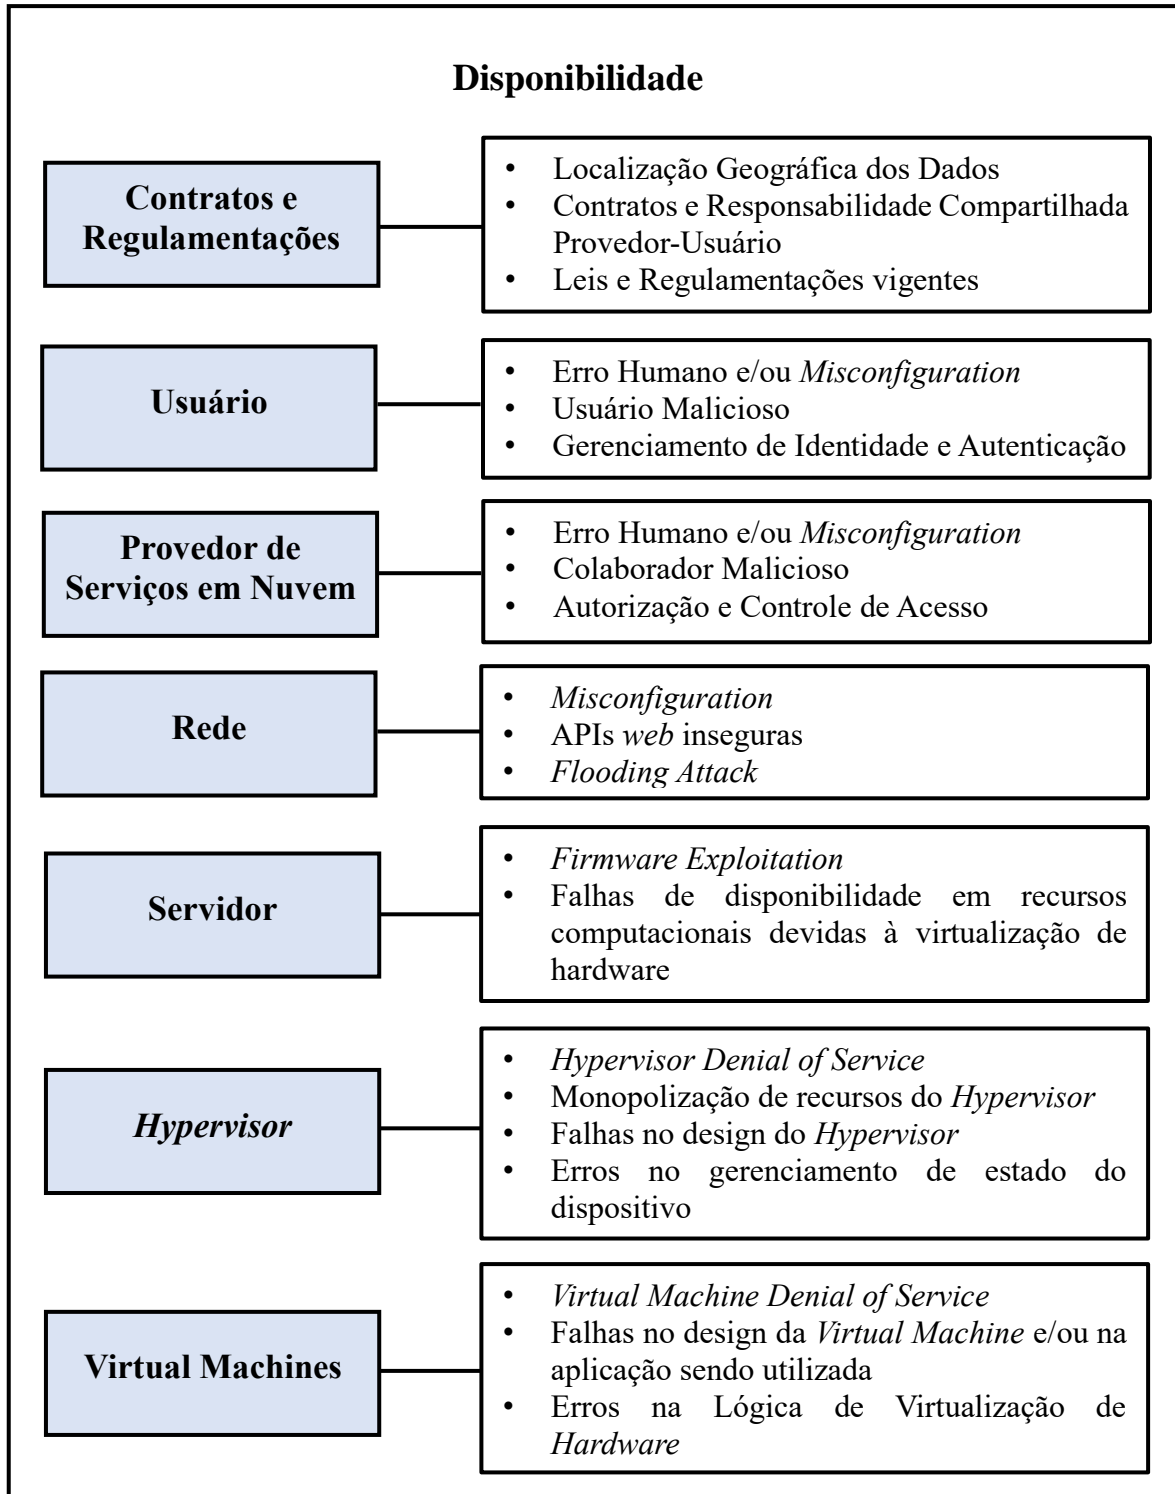 Disponibilidade
Contratos e
Regulamentações
• Localização Geográfica dos Dados
• Contratos e Responsabilidade Compartilhada
Provedor-Usuário
• Leis e Regulamentações vigentes
Usuário
• Erro Humano e/ou Misconfiguration
• Usuário Malicioso
• Gerenciamento de Identidade e Autenticação
Provedor de
Serviços em Nuvem
• Erro Humano e/ou Misconfiguration
• Colaborador Malicioso
• Autorização e Controle de Acesso
Rede
• Misconfiguration
• APIs web inseguras
• Flooding Attack
Servidor
• Firmware Exploitation
• Falhas de disponibilidade em recursos
computacionais devidas à virtualização de
hardware
Hypervisor
• Hypervisor Denial of Service
• Monopolização de recursos do Hypervisor
• Falhas no design do Hypervisor
• Erros no gerenciamento de estado do
dispositivo
Virtual Machines
• Virtual Machine Denial of Service
• Falhas no design da Virtual Machine e/ou na
aplicação sendo utilizada
• Erros na Lógica de Virtualização de
Hardware